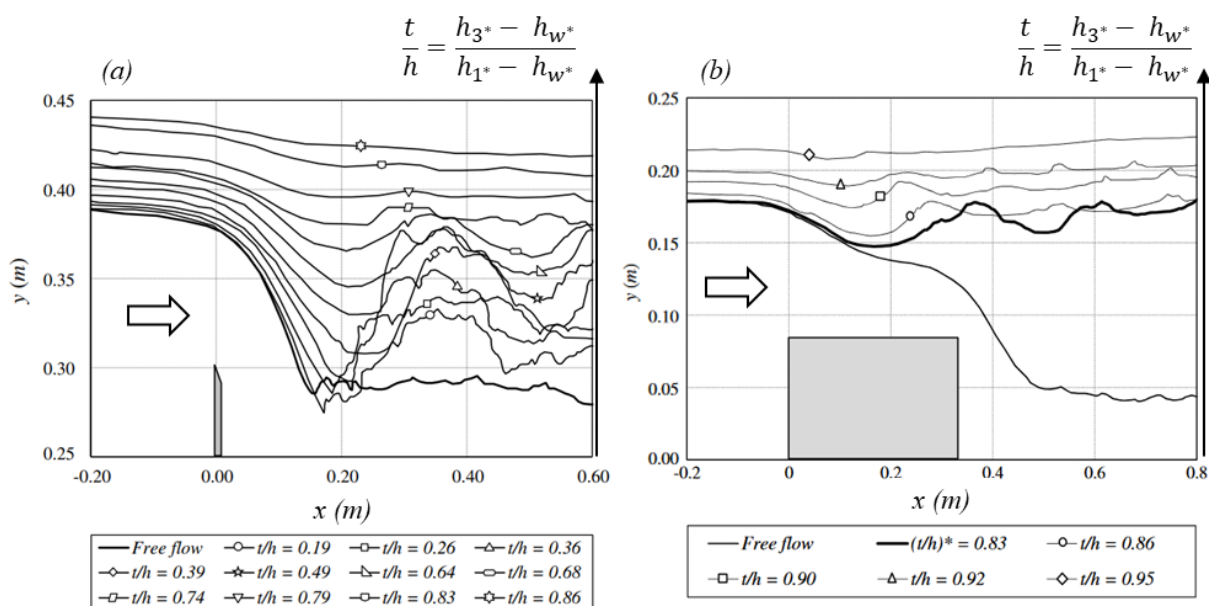 t/h = (h3* − hw*)/(h1* − hw*)
t/h = (h3* − hw*)/(h1* − hw*)
(a)
(b)
0.45
0.40
0.35
0.30
0.25
y (m)
-0.20 0.00 0.20 0.40 0.60
x (m)
0.25
0.20
0.15
0.10
0.05
0.00
y (m)
-0.2 0 0.2 0.4 0.6 0.8
x (m)
Free flow t/h = 0.19 t/h = 0.26 t/h = 0.36
t/h = 0.39 t/h = 0.49 t/h = 0.64 t/h = 0.68
t/h = 0.74 t/h = 0.79 t/h = 0.83 t/h = 0.86
Free flow (t/h)* = 0.83 t/h = 0.86
t/h = 0.90 t/h = 0.92 t/h = 0.95